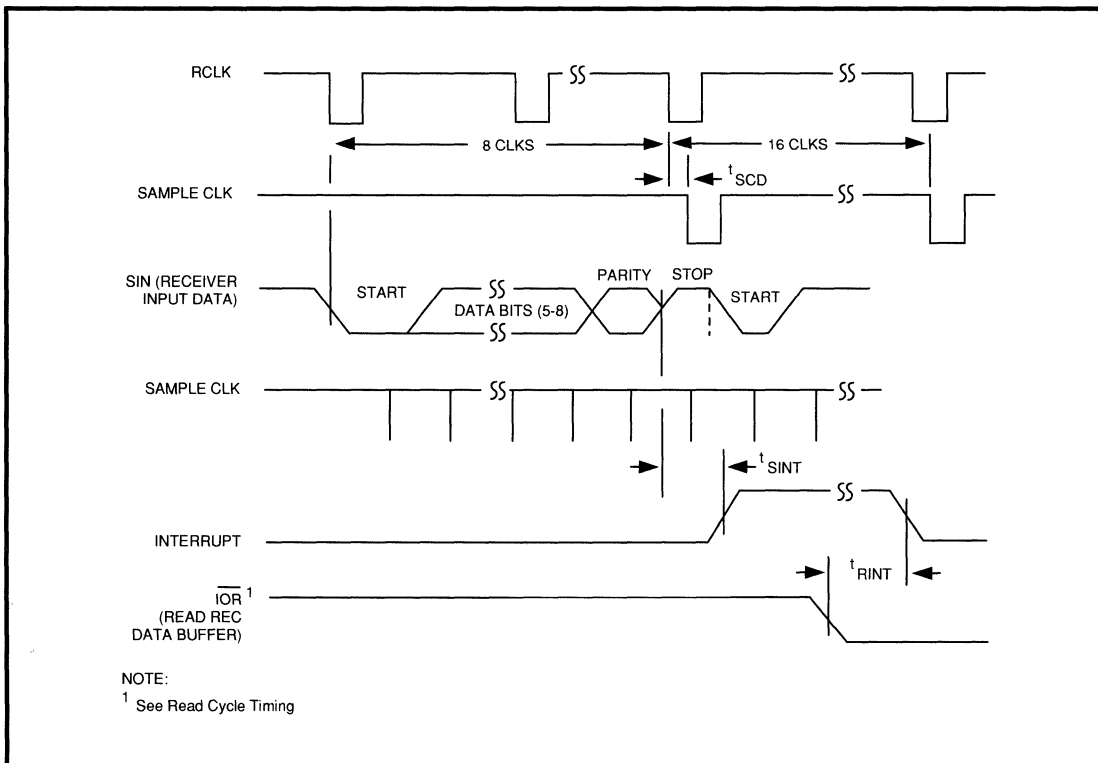 RCLK
8 CLKS
16 CLKS
tSCD
SAMPLE CLK
SIN (RECEIVER
INPUT DATA)
START
DATA BITS (5-8)
PARITY
STOP
START
SAMPLE CLK
tSINT
INTERRUPT
tRINT
IOR 1
(READ REC
DATA BUFFER)
NOTE:
1 See Read Cycle Timing